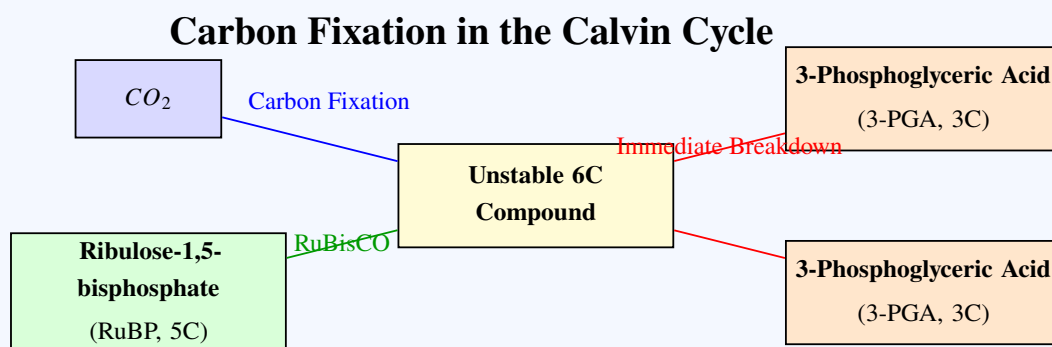 Carbon Fixation in the Calvin Cycle
CO₂
Carbon Fixation
3-Phosphoglyceric Acid
(3-PGA, 3C)
Immediate Breakdown
Unstable 6C
Compound
RuBisCO
Ribulose-1,5-
bisphosphate
(RuBP, 5C)
3-Phosphoglyceric Acid
(3-PGA, 3C)